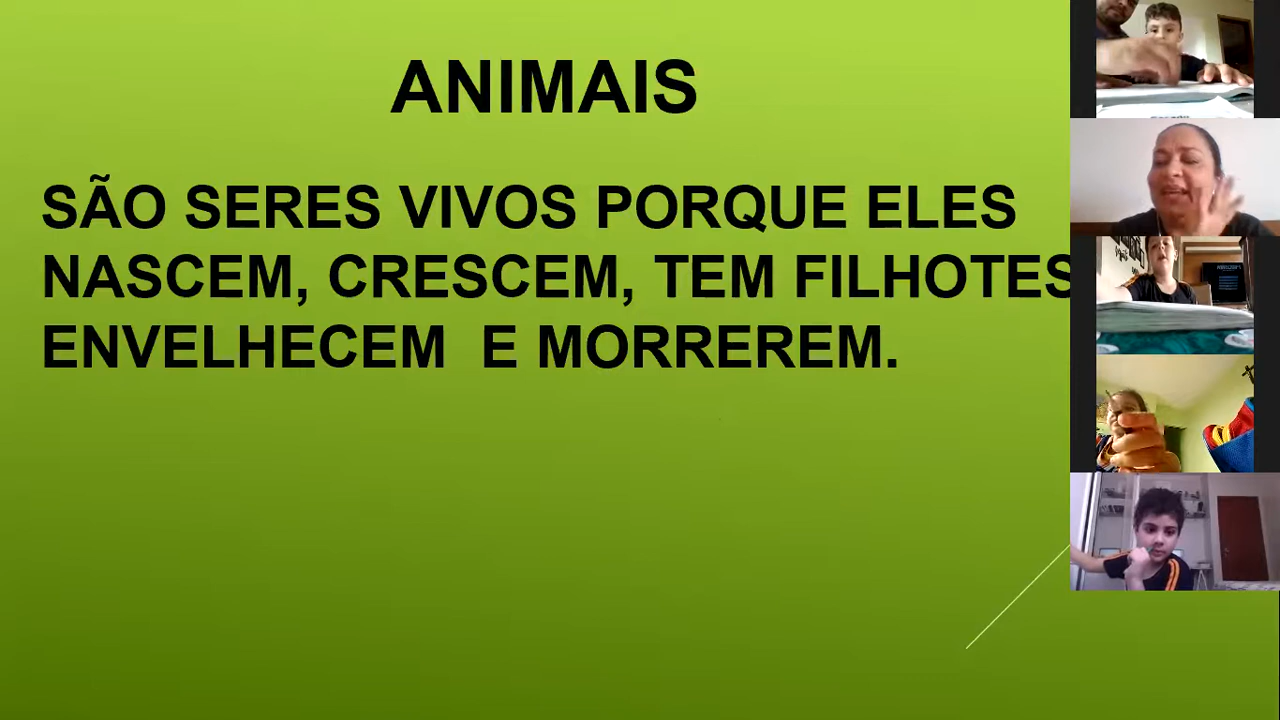 ANIMAIS
SÃO SERES VIVOS PORQUE ELES
NASCEM, CRESCEM, TEM FILHOTES
ENVELHECEM E MORREREM.